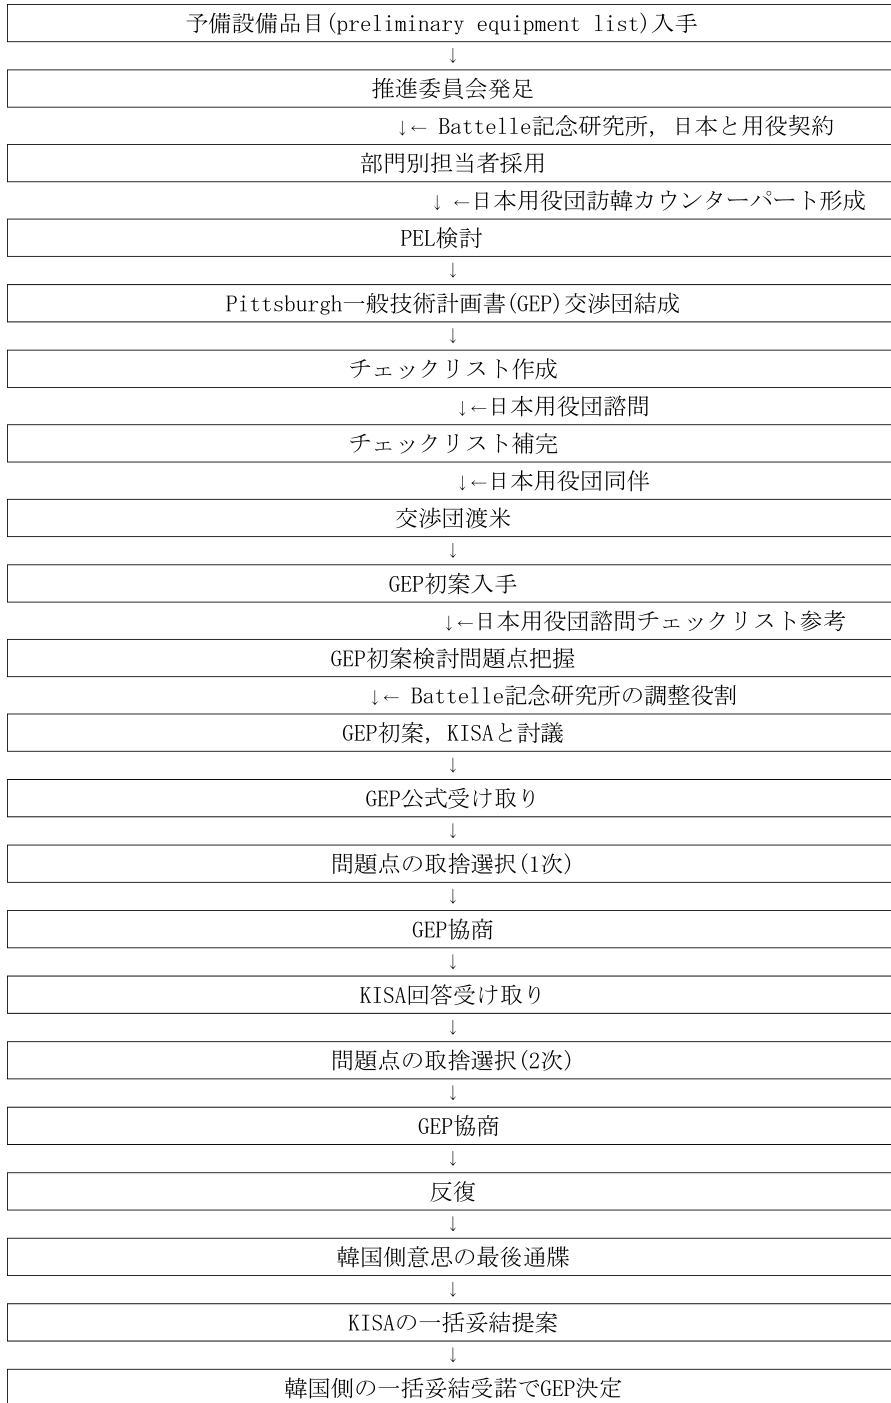 予備設備品目(preliminary equipment list)入手
↓
推進委員会発足
↓← Battelle記念研究所, 日本と用役契約
部門別担当者採用
↓ ←日本用役団訪韓カウンターパート形成
PEL検討
↓
Pittsburgh一般技術計画書(GEP)交渉団結成
↓
チェックリスト作成
↓←日本用役団諮問
チェックリスト補完
↓←日本用役団同伴
交渉団渡米
↓
GEP初案入手
↓←日本用役団諮問チェックリスト参考
GEP初案検討問題点把握
↓← Battelle記念研究所の調整役割
GEP初案, KISAと討議
↓
GEP公式受け取り
↓
問題点の取捨選択(1次)
↓
GEP協商
↓
KISA回答受け取り
↓
問題点の取捨選択(2次)
↓
GEP協商
↓
反復
↓
韓国側意思の最後通牒
↓
KISAの一括妥結提案
↓
韓国側の一括妥結受諾でGEP決定